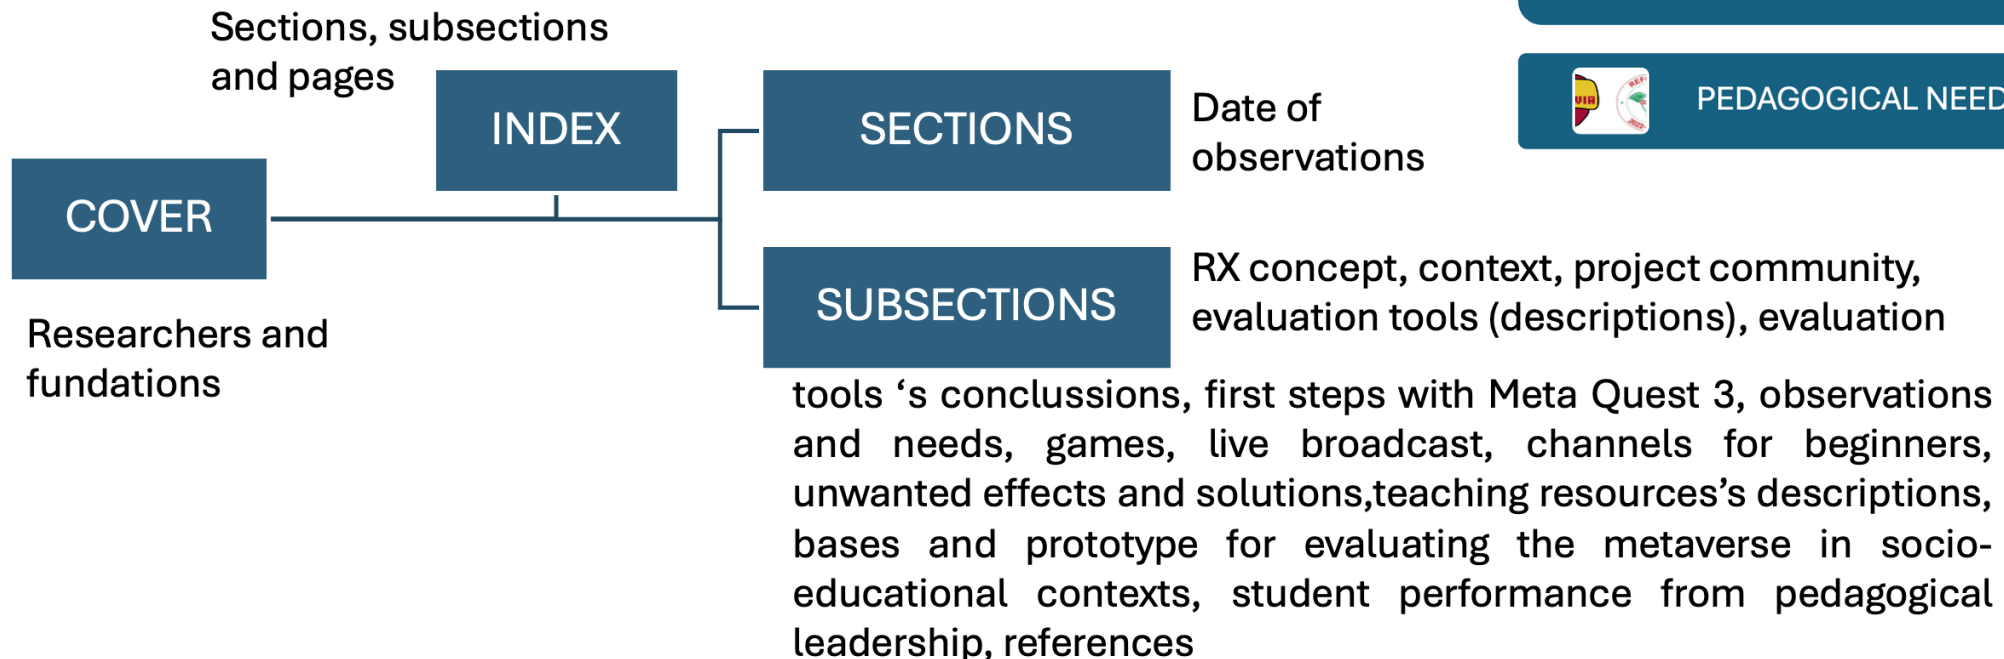 Sections, subsections
and pages
INDEX
SECTIONS
Date of
observations
PEDAGOGICAL NEED
COVER
Researchers and
fundations
SUBSECTIONS
RX concept, context, project community,
evaluation tools (descriptions), evaluation
tools ‘s conclussions, first steps with Meta Quest 3, observations
and needs, games, live broadcast, channels for beginners,
unwanted effects and solutions,teaching resources’s descriptions,
bases and prototype for evaluating the metaverse in socio-
educational contexts, student performance from pedagogical
leadership, references